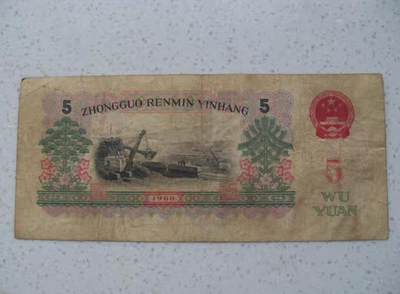 5 ZHONGGUO RENMIN YINHANG 5
5
WU
YUAN
1960